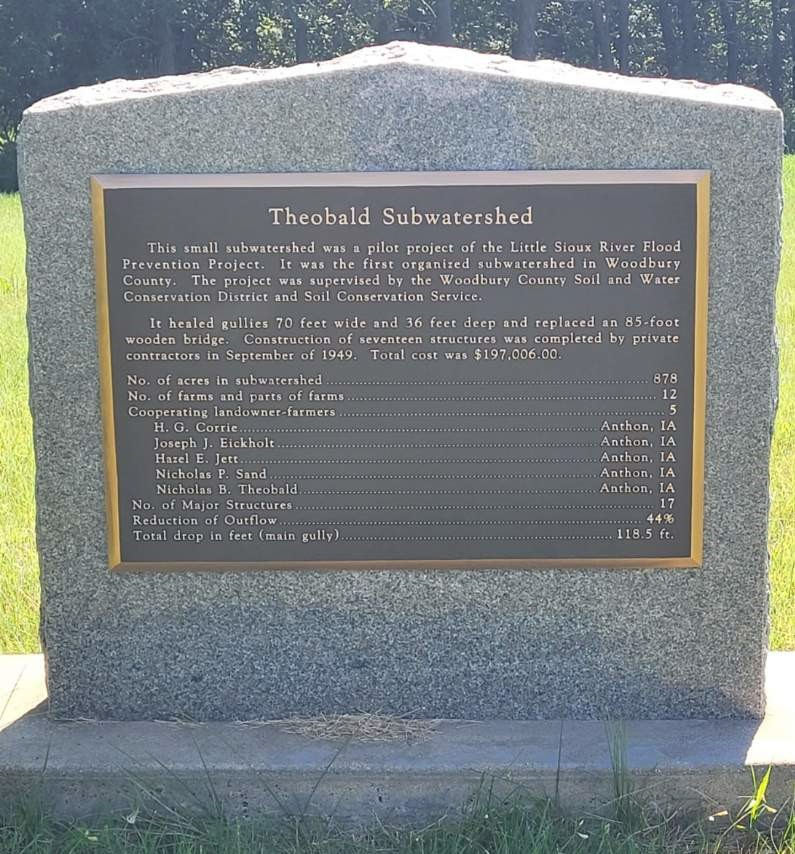 Theobald Subwatershed
This small subwatershed was a pilot project of the Little Sioux River Flood
Prevention Project. It was the first organized subwatershed in Woodbury
County. The project was supervised by the Woodbury County Soil and Water
Conservation District and Soil Conservation Service.
It healed gullies 70 feet wide and 36 feet deep and replaced an 85-foot
wooden bridge. Construction of seventeen structures was completed by private
contractors in September of 1949. Total cost was $197,006.00.
No. of acres in subwatershed 878
No. of farms and parts of farms 12
Cooperating landowner-farmers 5
H. G. Corrie Anthon, IA
Joseph J. Eickholt Anthon, IA
Hazel E. Jett Anthon, IA
Nicholas P. Sand Anthon, IA
Nicholas B. Theobald Anthon, IA
No. of Major Structures 17
Reduction of Outflow 44%
Total drop in feet (main gully) 118.5 ft.